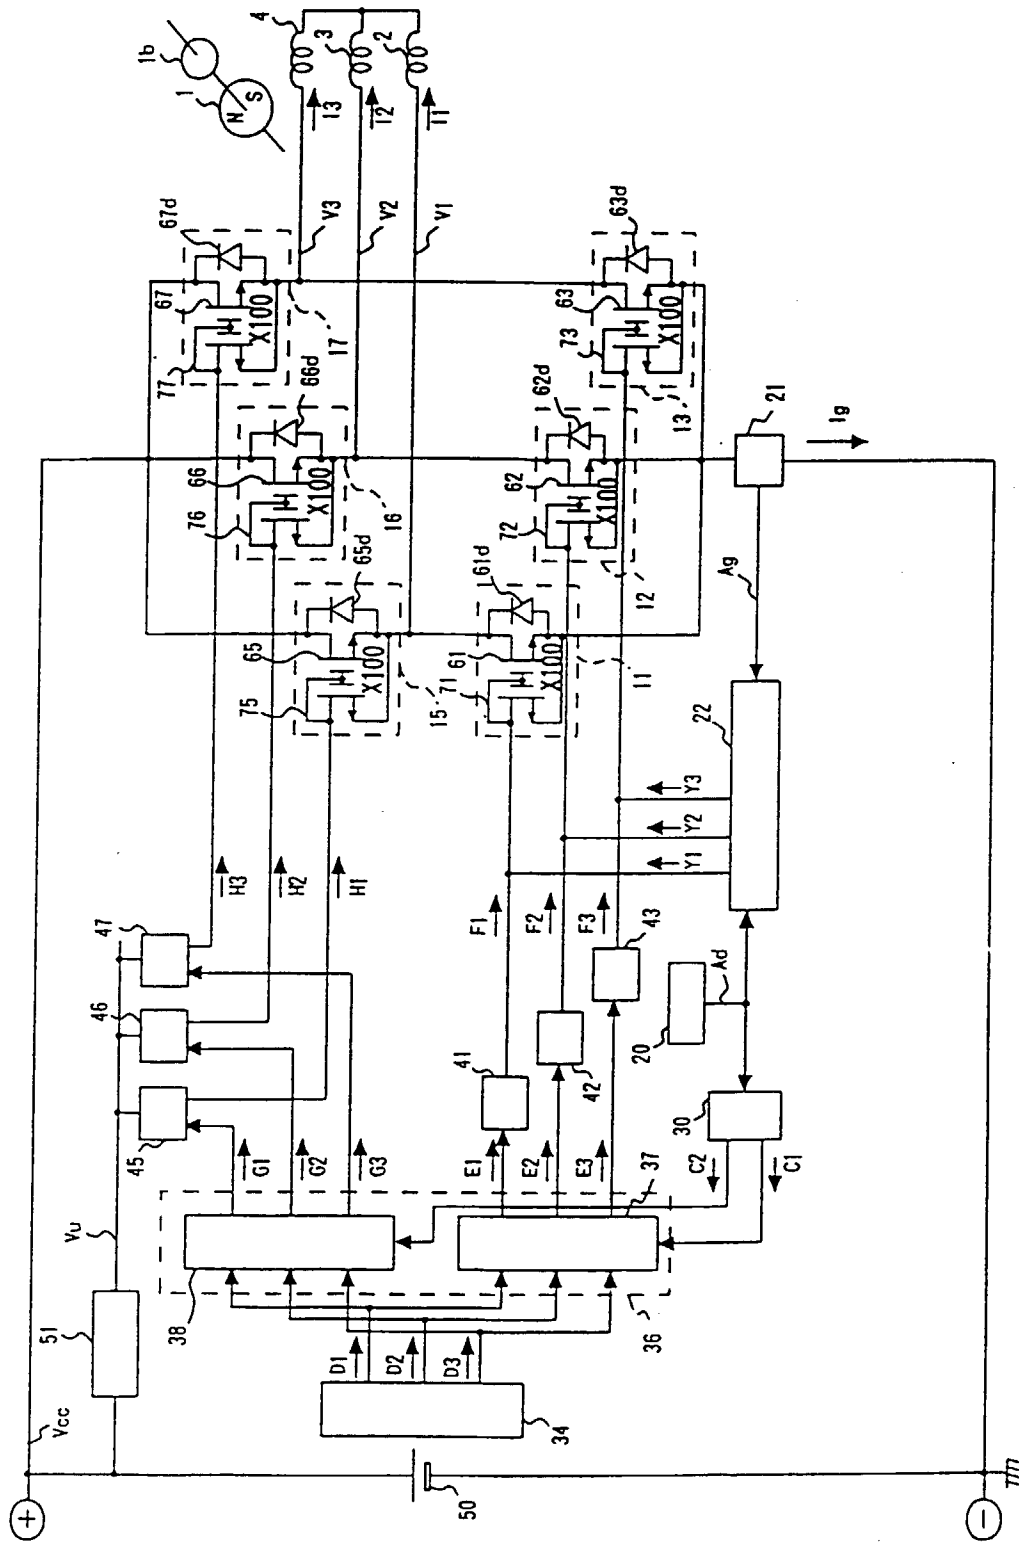 4
3
2
1b
1
N
S
I3
I2
I1
V3
V2
V1
67d
67
77
X100
17
66d
66
76
X100
16
65d
65
75
X100
15
63d
63
73
X100
13
62d
62
72
X100
12
61d
61
71
X100
11
21
Ig
Ag
22
Y3
Y2
Y1
H3
H2
H1
47
46
45
F1
F2
F3
43
42
41
20
Ad
30
C2
C1
G1
G2
G3
E1
E2
E3
37
36
38
Vu
51
Vcc
D1
D2
D3
34
50
+
-